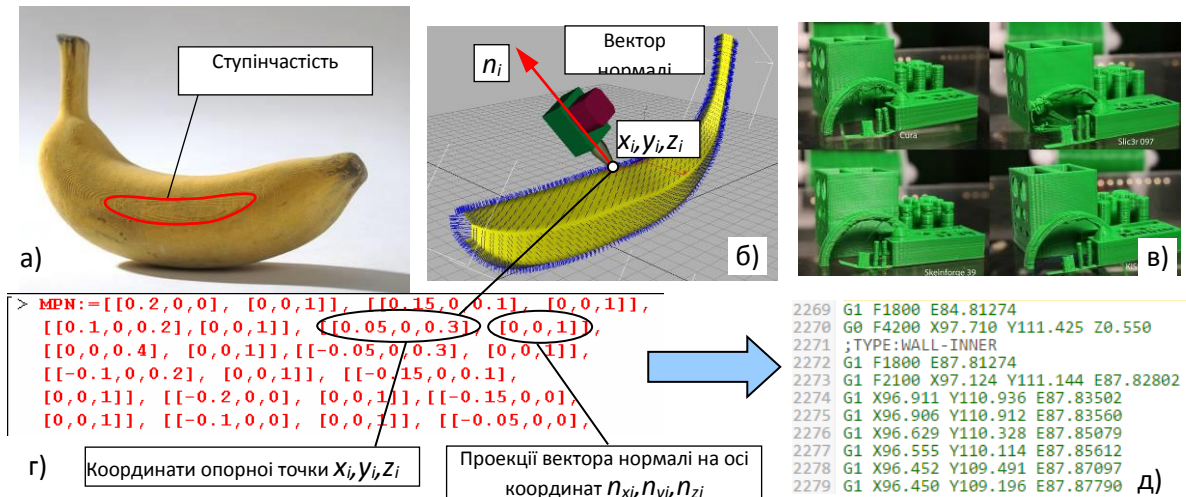 Ступінчастість
а)
Вектор
нормалі
ni
xi,yi,zi
б)
Cura
Slic3r 097
Skeinforge 39
в)
> MPN:=[[0.2,0,0], [0,0,1]], [[0.15,0,0.1], [0,0,1]],
[[0.1,0,0.2],[0,0,1]], [[0.05,0,0.3], [0,0,1]],
[[0,0,0.4], [0,0,1]],[[-0.05,0,0.3], [0,0,1]],
[[-0.1,0,0.2], [0,0,1]], [[-0.15,0,0.1],
[0,0,1]], [[-0.2,0,0], [0,0,1]],[[-0.15,0,0],
[0,0,1]], [[-0.1,0,0], [0,0,1]], [[-0.05,0,0],
г)
Координати опорної точки xi,yi,zi
Проекції вектора нормалі на осі
координат nxi,nyi,nzi
2269 G1 F1800 E84.81274
2270 G0 F4200 X97.710 Y111.425 Z0.550
2271 ;TYPE:WALL-INNER
2272 G1 F1800 E87.81274
2273 G1 F2100 X97.124 Y111.144 E87.82802
2274 G1 X96.911 Y110.936 E87.83502
2275 G1 X96.906 Y110.912 E87.83560
2276 G1 X96.629 Y110.328 E87.85079
2277 G1 X96.555 Y110.114 E87.85612
2278 G1 X96.452 Y109.491 E87.87097
2279 G1 X96.450 Y109.196 E87.87790
д)